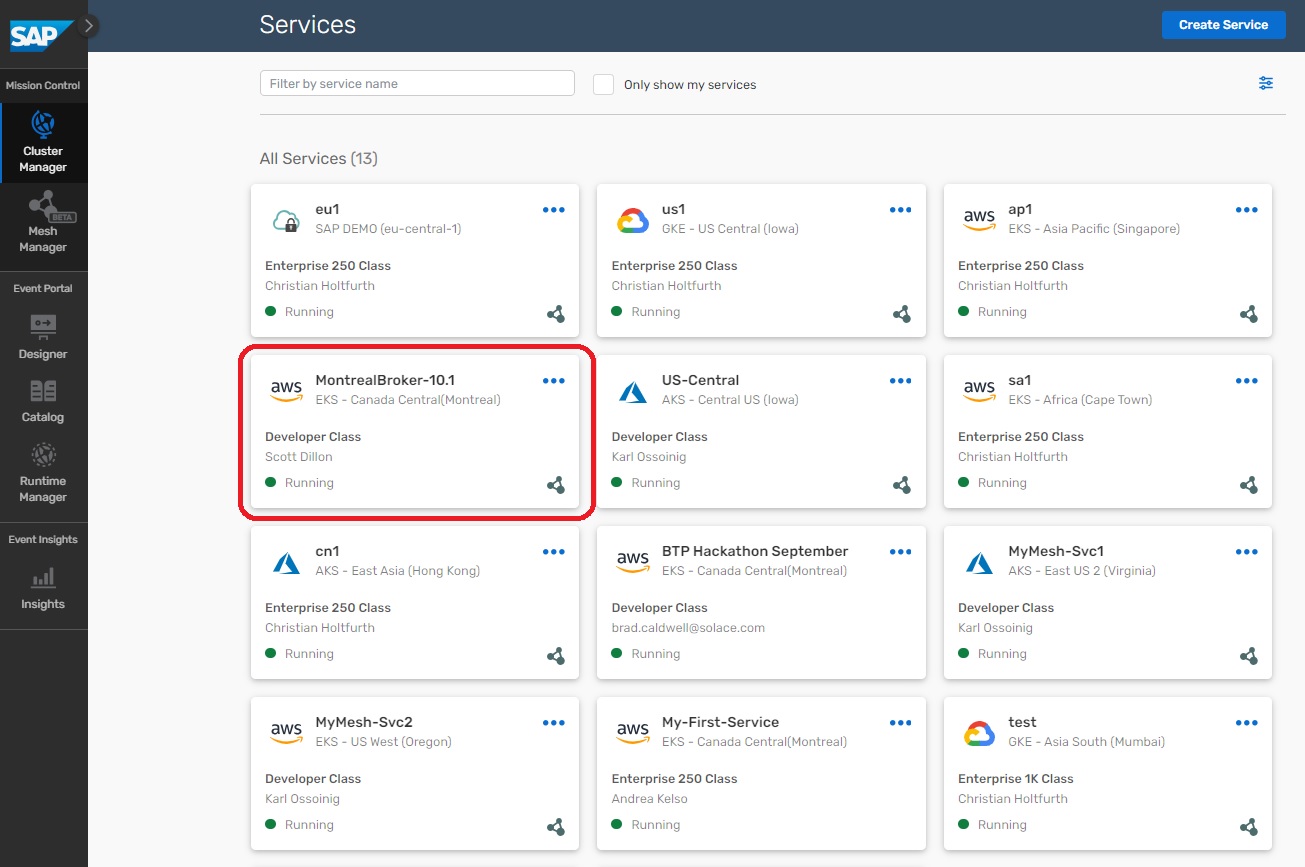 SAP
Services
Create Service
Mission Control
Cluster
Manager
BETA
Mesh
Manager
Event Portal
Designer
Catalog
Runtime
Manager
Event Insights
Insights
Filter by service name
Only show my services
All Services (13)
eu1
SAP DEMO (eu-central-1)
Enterprise 250 Class
Christian Holtfurth
Running
us1
GKE - US Central (Iowa)
Enterprise 250 Class
Christian Holtfurth
Running
aws
ap1
EKS - Asia Pacific (Singapore)
Enterprise 250 Class
Christian Holtfurth
Running
aws
MontrealBroker-10.1
EKS - Canada Central(Montreal)
Developer Class
Scott Dillon
Running
US-Central
AKS - Central US (Iowa)
Developer Class
Karl Ossoinig
Running
aws
sa1
EKS - Africa (Cape Town)
Enterprise 250 Class
Christian Holtfurth
Running
cn1
AKS - East Asia (Hong Kong)
Enterprise 250 Class
Christian Holtfurth
Running
aws
BTP Hackathon September
EKS - Canada Central(Montreal)
Developer Class
brad.caldwell@solace.com
Running
MyMesh-Svc1
AKS - East US 2 (Virginia)
Developer Class
Karl Ossoinig
Running
aws
MyMesh-Svc2
EKS - US West (Oregon)
Developer Class
Karl Ossoinig
Running
aws
My-First-Service
EKS - Canada Central(Montreal)
Enterprise 250 Class
Andrea Kelso
Running
test
GKE - Asia South (Mumbai)
Enterprise 1K Class
Christian Holtfurth
Running